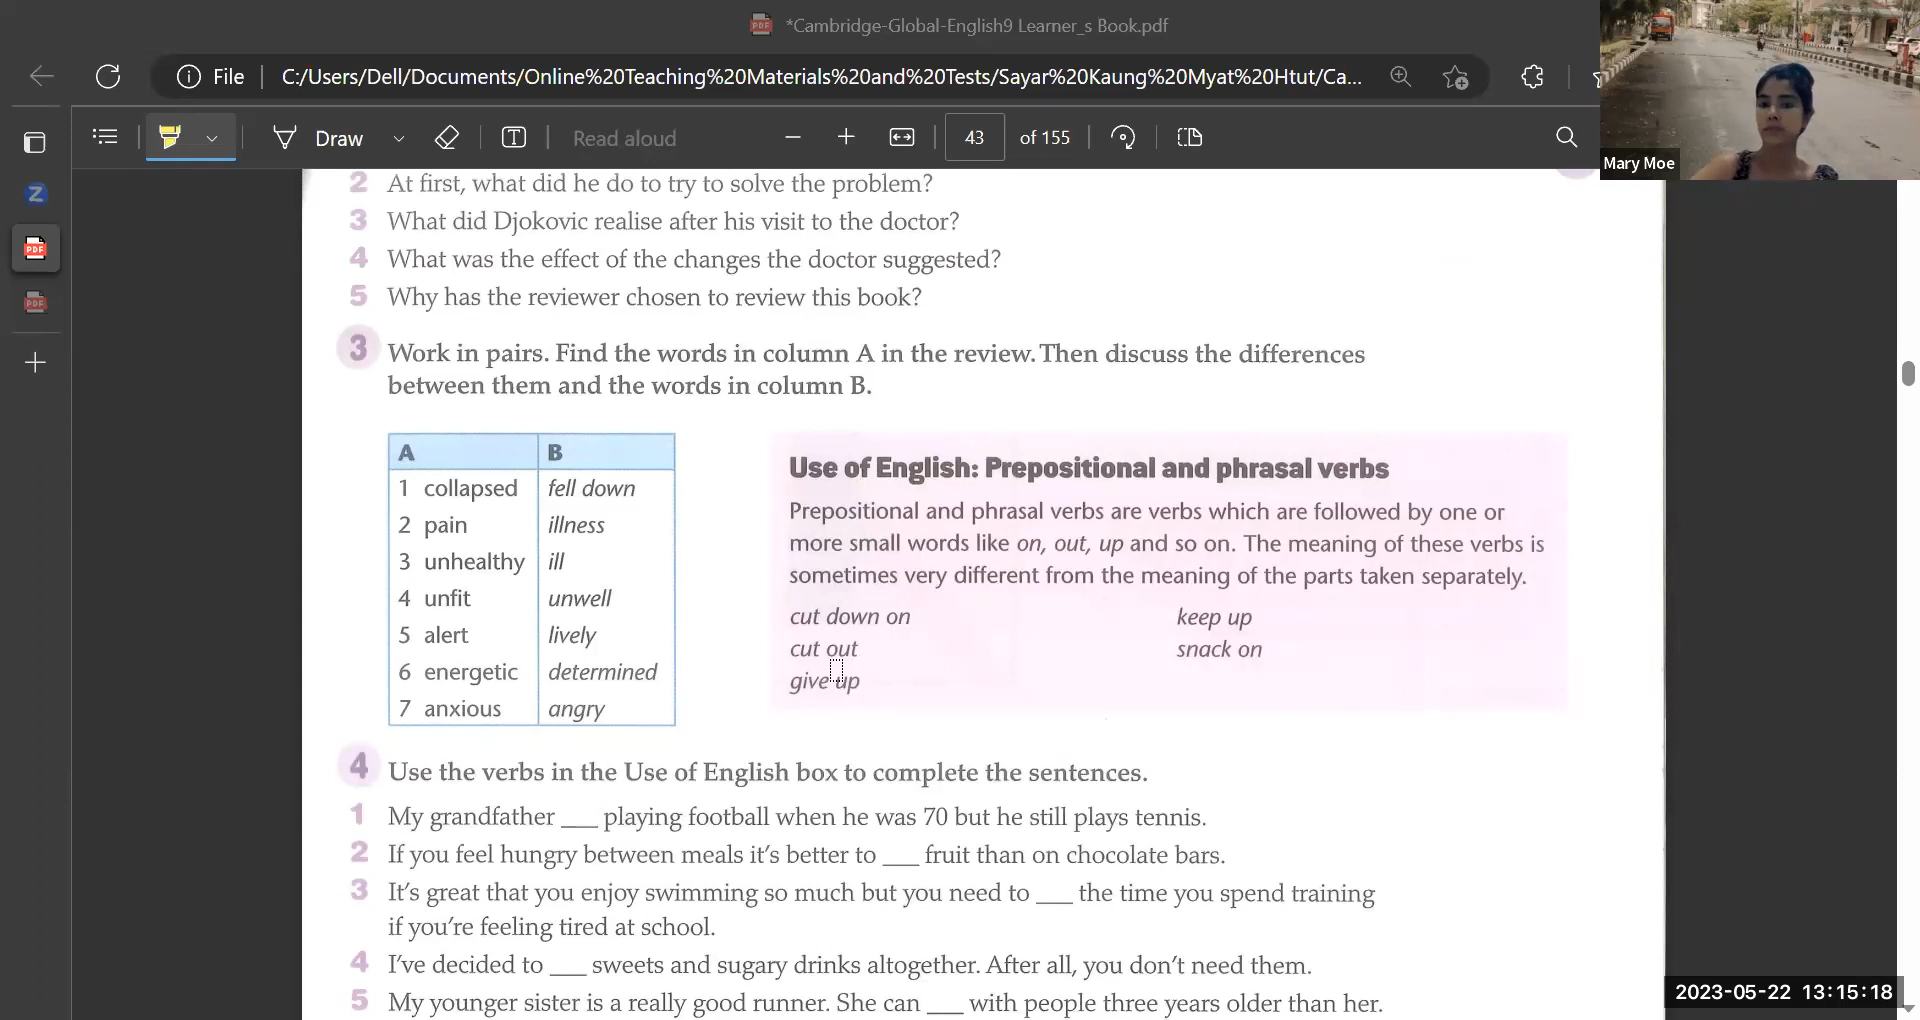 *Cambridge-Global-English9 Learner_s Book.pdf
File
C:/Users/Dell/Documents/Online%20Teaching%20Materials%20and%20Tests/Sayar%20Kaung%20Myat%20Htut/Ca...
Draw
Read aloud
43 of 155
Mary Moe
2 At first, what did he do to try to solve the problem?
3 What did Djokovic realise after his visit to the doctor?
4 What was the effect of the changes the doctor suggested?
5 Why has the reviewer chosen to review this book?
3 Work in pairs. Find the words in column A in the review. Then discuss the differences
between them and the words in column B.
A B
1 collapsed fell down
2 pain illness
3 unhealthy ill
4 unfit unwell
5 alert lively
6 energetic determined
7 anxious angry
Use of English: Prepositional and phrasal verbs
Prepositional and phrasal verbs are verbs which are followed by one or
more small words like on, out, up and so on. The meaning of these verbs is
sometimes very different from the meaning of the parts taken separately.
cut down on keep up
cut out snack on
give up
4 Use the verbs in the Use of English box to complete the sentences.
1 My grandfather ___ playing football when he was 70 but he still plays tennis.
2 If you feel hungry between meals it's better to ___ fruit than on chocolate bars.
3 It's great that you enjoy swimming so much but you need to ___ the time you spend training
if you're feeling tired at school.
4 I've decided to ___ sweets and sugary drinks altogether. After all, you don't need them.
5 My younger sister is a really good runner. She can ___ with people three years older than her.
Z
PDF
PDF
PDF
2023-05-22 13:15:18